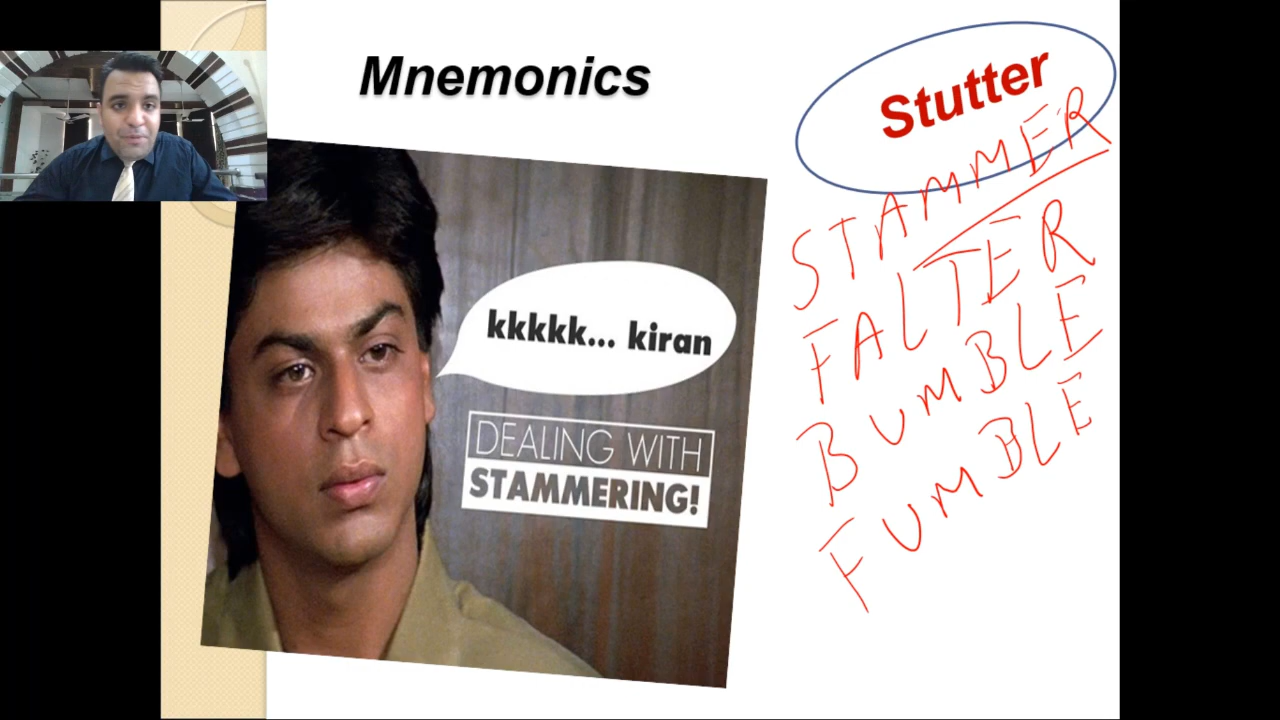 Mnemonics
Stutter
STAMMER
FALTER
BUMBLE
FUMBLE
kkkkk... kiran
DEALING WITH
STAMMERING!